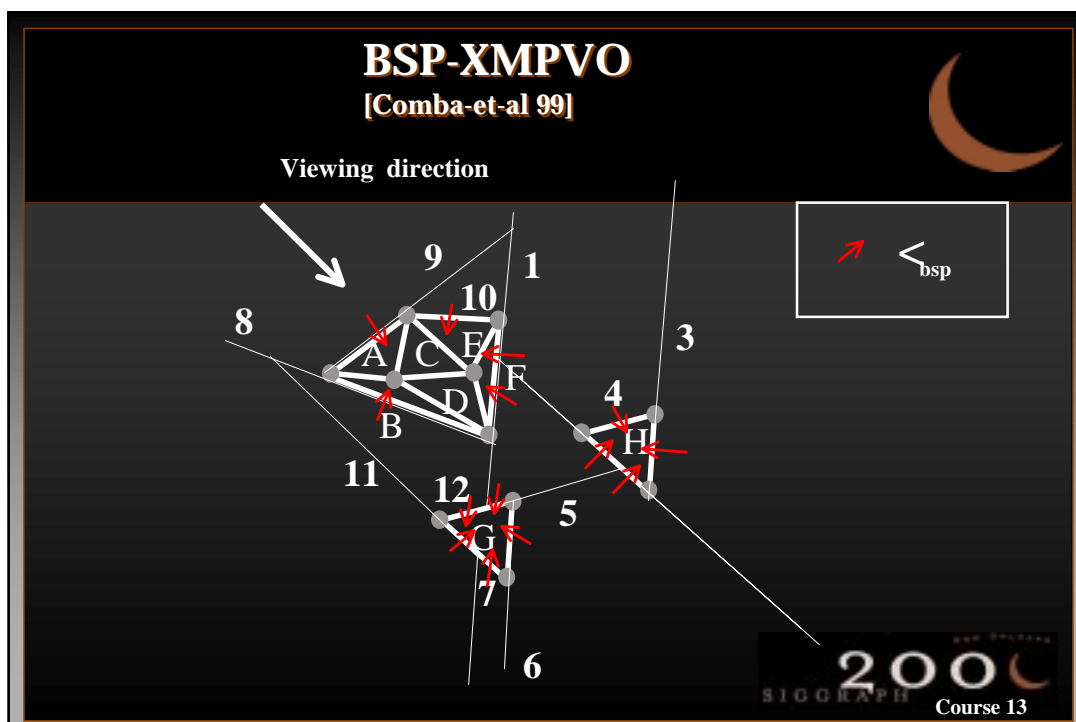 BSP-XMPVO
[Comba-et-al 99]
Viewing direction
<bsp
9
1
10
8
3
A
C
E
F
4
D
B
H
11
12
5
G
7
6
200
SIGGRAPH
Course 13